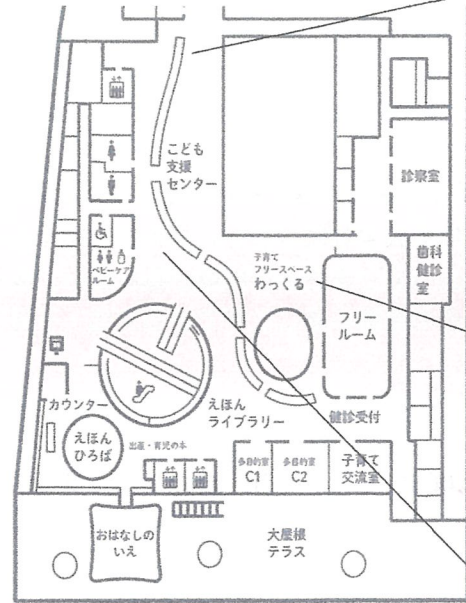 こども
支援
センター
診察室
ベビーケア
ルーム
子育て
フリースペース
わっくる
歯科
健診
室
フリー
ルーム
カウンター
えほん
ライブラリー
健診受付
えほん
ひろば
出産・育児の本
多目的室
C1
多目的室
C2
子育て
交流室
おはなしの
いえ
大屋根
テラス